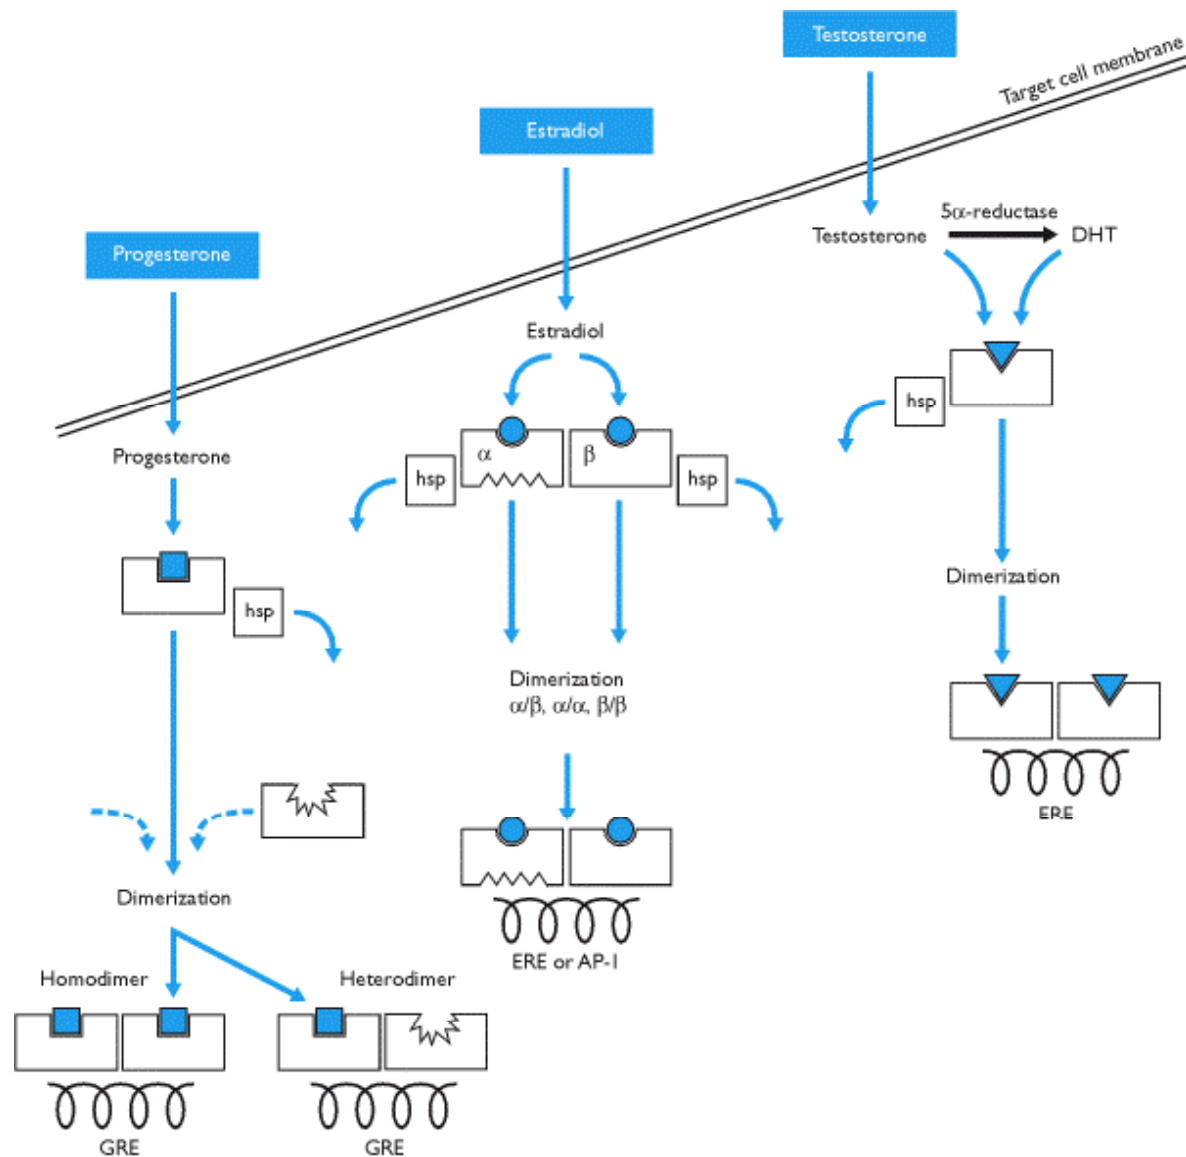 Testosterone
Target cell membrane
Estradiol
5α-reductase
Testosterone
DHT
Progesterone
Estradiol
hsp
Progesterone
α
β
hsp
hsp
Dimerization
hsp
Dimerization
α/β, α/α, β/β
ERE
Dimerization
ERE or AP-1
Homodimer
Heterodimer
GRE
GRE